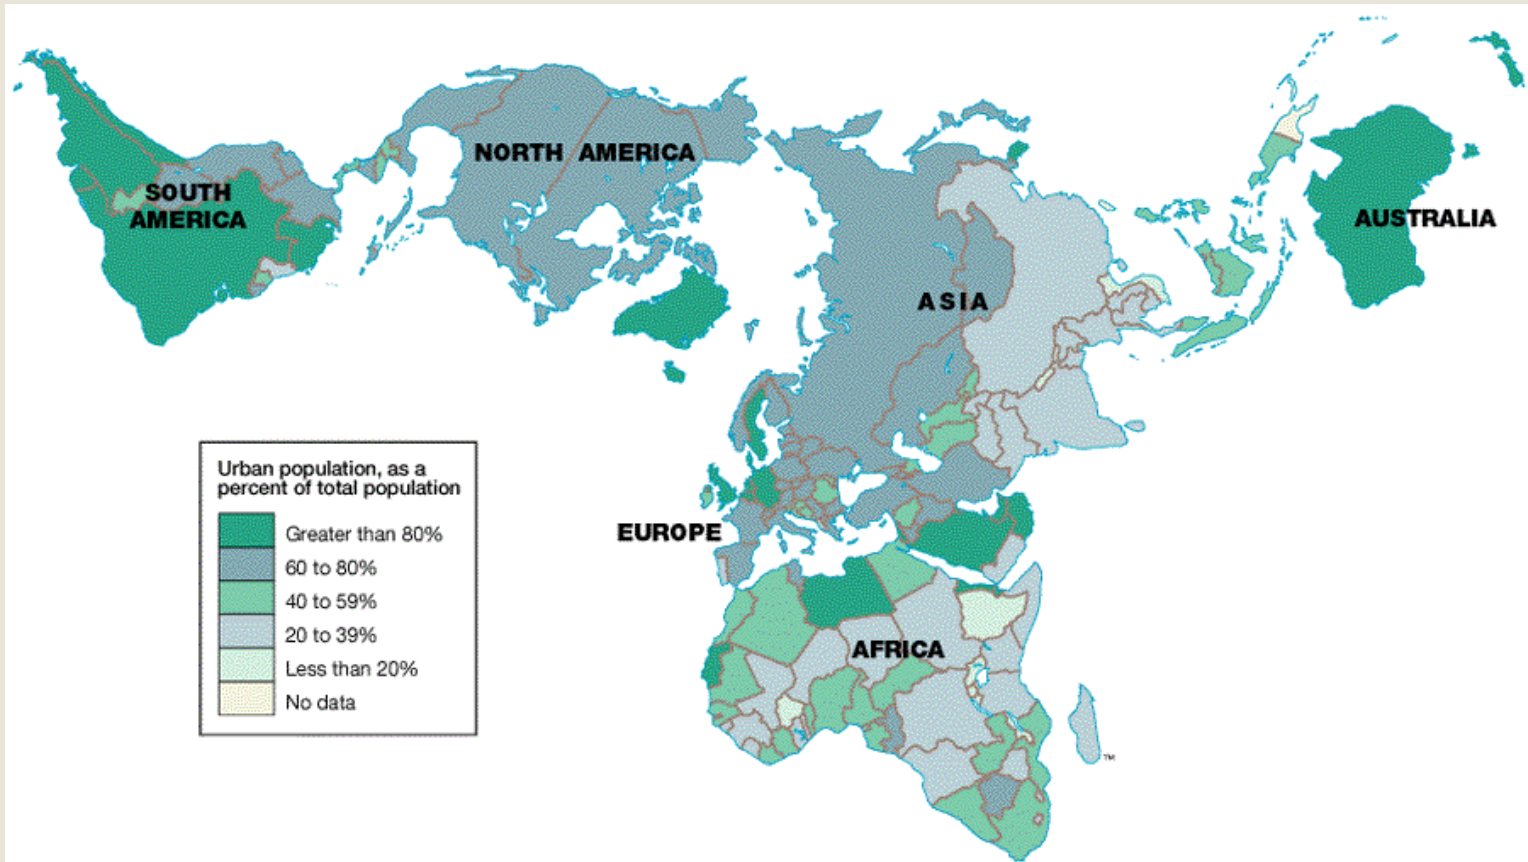 NORTH AMERICA
SOUTH
AMERICA
AUSTRALIA
ASIA
EUROPE
AFRICA
Urban population, as a
percent of total population
Greater than 80%
60 to 80%
40 to 59%
20 to 39%
Less than 20%
No data
TM